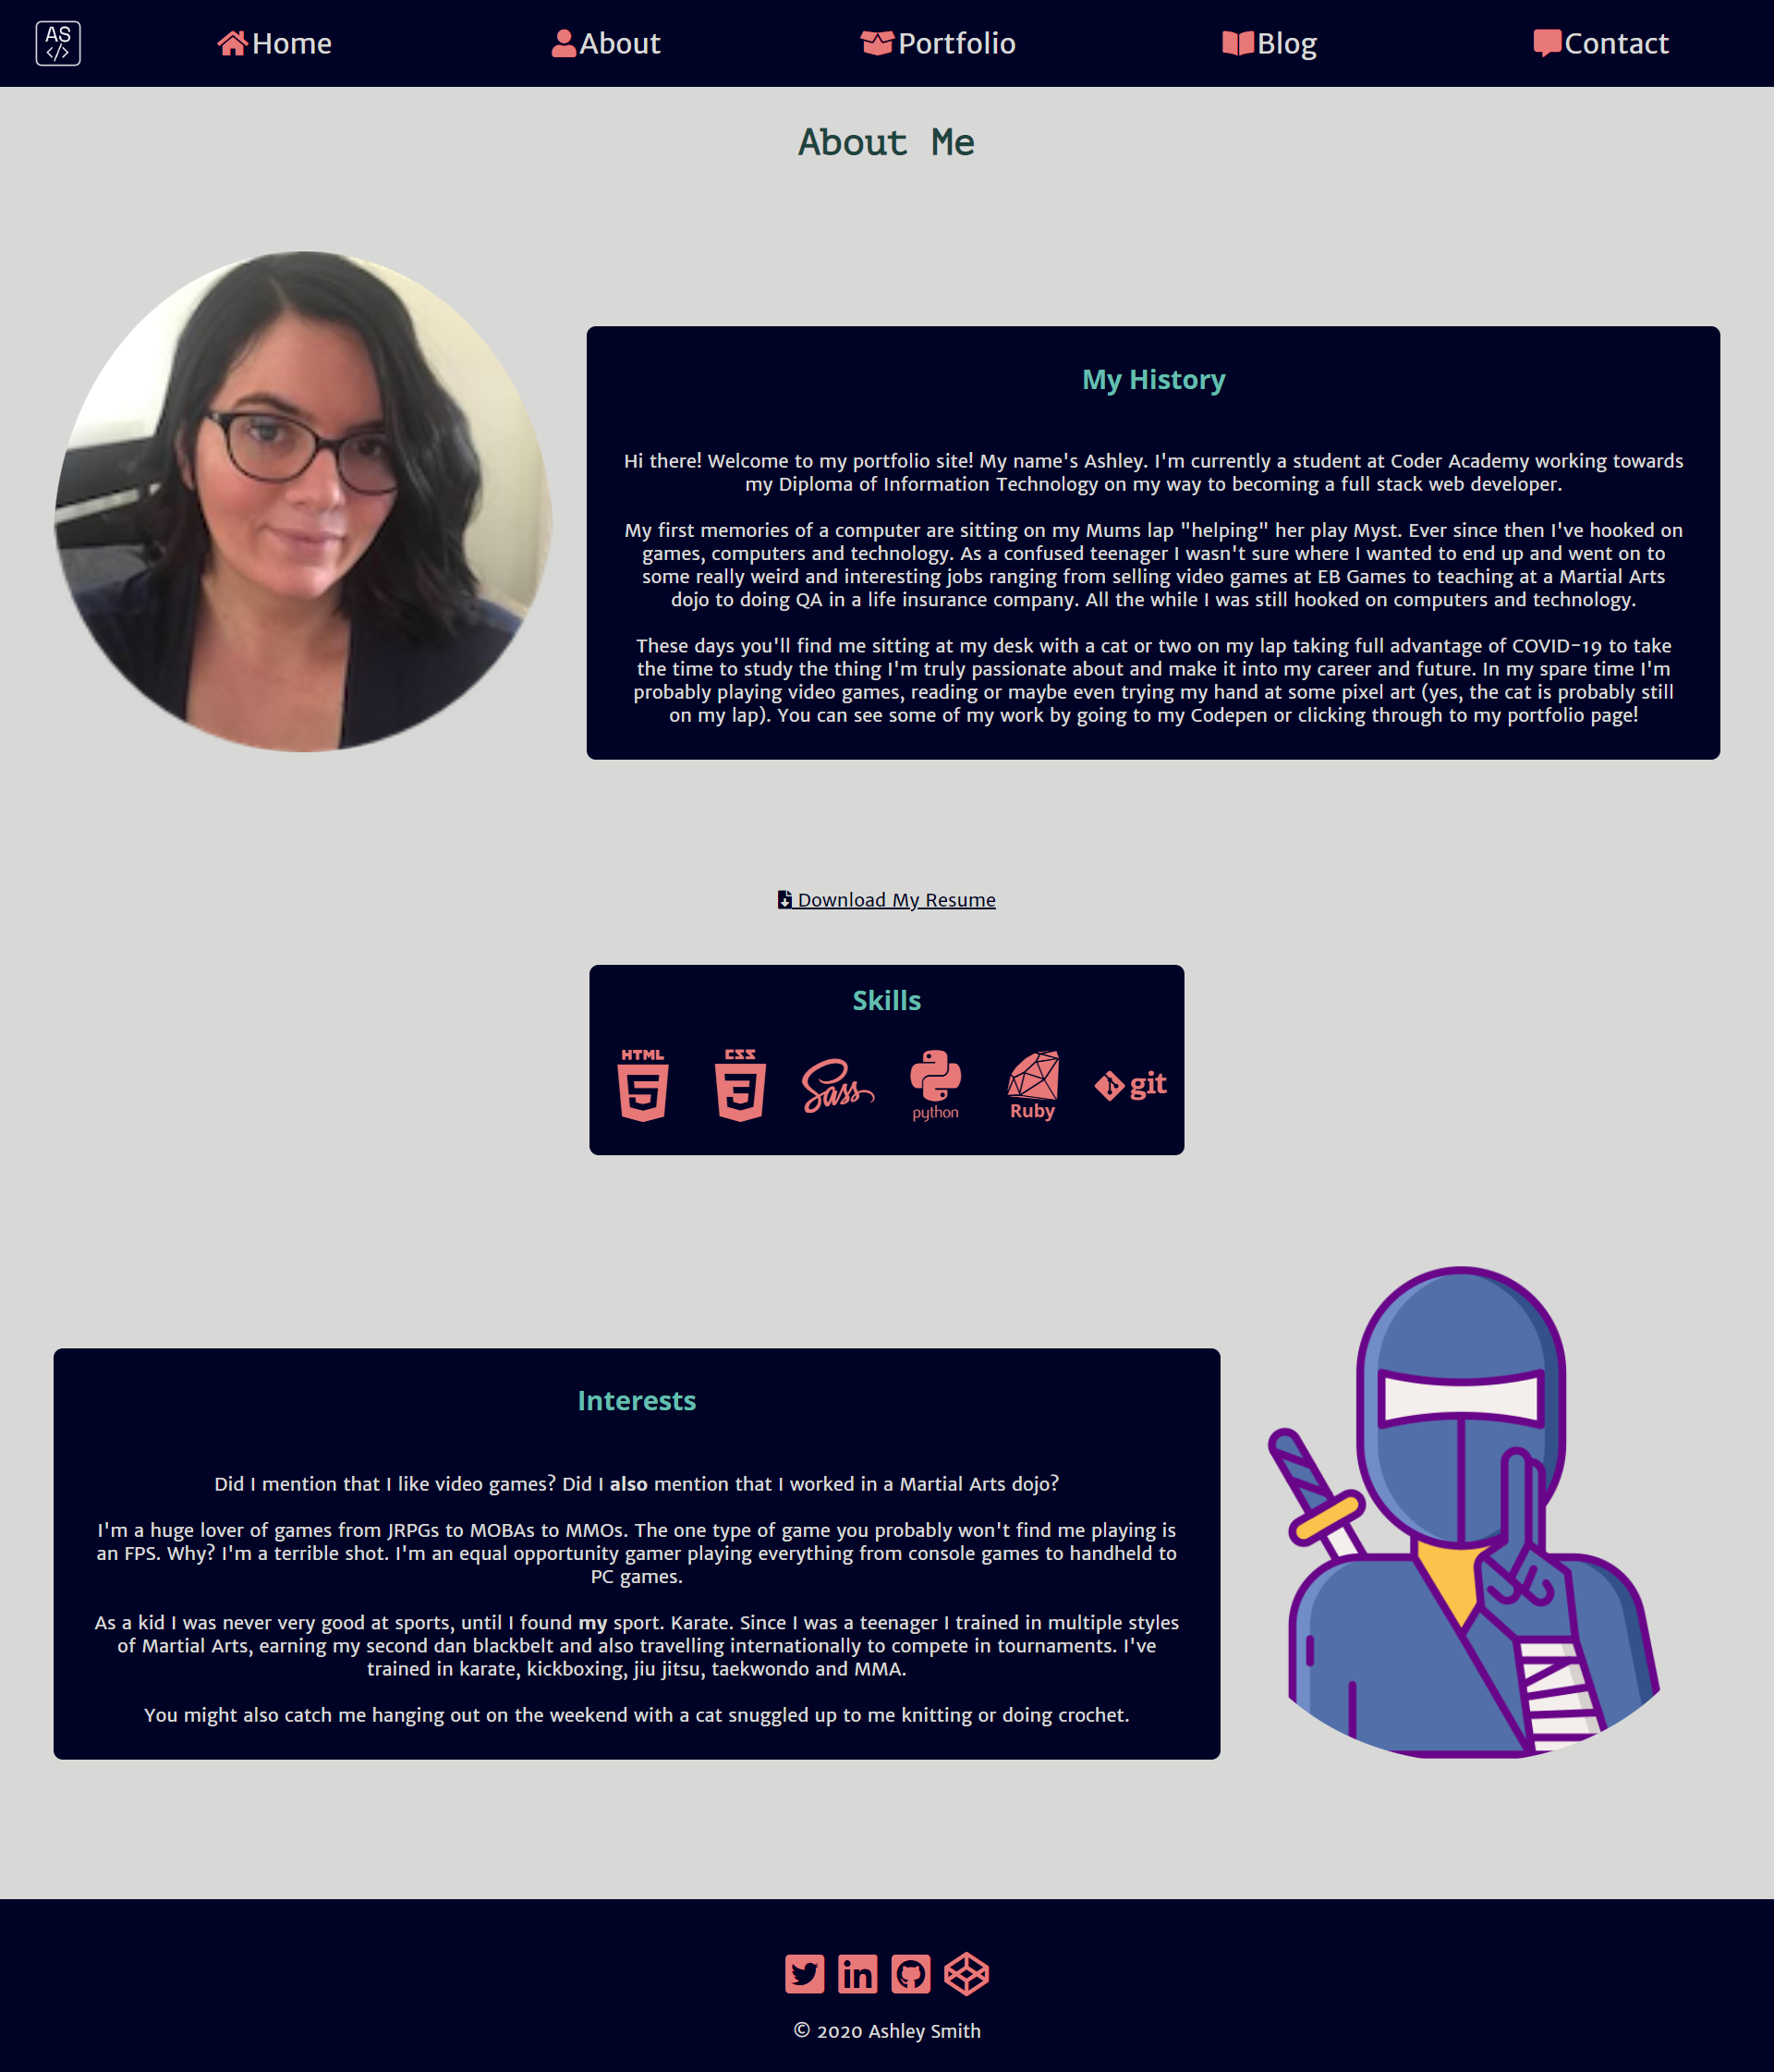 AS
</>
Home
About
Portfolio
Blog
Contact
About Me
My History
Hi there! Welcome to my portfolio site! My name's Ashley. I'm currently a student at Coder Academy working towards
my Diploma of Information Technology on my way to becoming a full stack web developer.
My first memories of a computer are sitting on my Mums lap "helping" her play Myst. Ever since then I've hooked on
games, computers and technology. As a confused teenager I wasn't sure where I wanted to end up and went on to
some really weird and interesting jobs ranging from selling video games at EB Games to teaching at a Martial Arts
dojo to doing QA in a life insurance company. All the while I was still hooked on computers and technology.
These days you'll find me sitting at my desk with a cat or two on my lap taking full advantage of COVID-19 to take
the time to study the thing I'm truly passionate about and make it into my career and future. In my spare time I'm
probably playing video games, reading or maybe even trying my hand at some pixel art (yes, the cat is probably still
on my lap). You can see some of my work by going to my Codepen or clicking through to my portfolio page!
Download My Resume
Skills
HTML 5
CSS 3
Sass
python
Ruby
git
Interests
Did I mention that I like video games? Did I also mention that I worked in a Martial Arts dojo?
I'm a huge lover of games from JRPGs to MOBAs to MMOs. The one type of game you probably won't find me playing is
an FPS. Why? I'm a terrible shot. I'm an equal opportunity gamer playing everything from console games to handheld to
PC games.
As a kid I was never very good at sports, until I found my sport. Karate. Since I was a teenager I trained in multiple styles
of Martial Arts, earning my second dan blackbelt and also travelling internationally to compete in tournaments. I've
trained in karate, kickboxing, jiu jitsu, taekwondo and MMA.
You might also catch me hanging out on the weekend with a cat snuggled up to me knitting or doing crochet.
in
© 2020 Ashley Smith